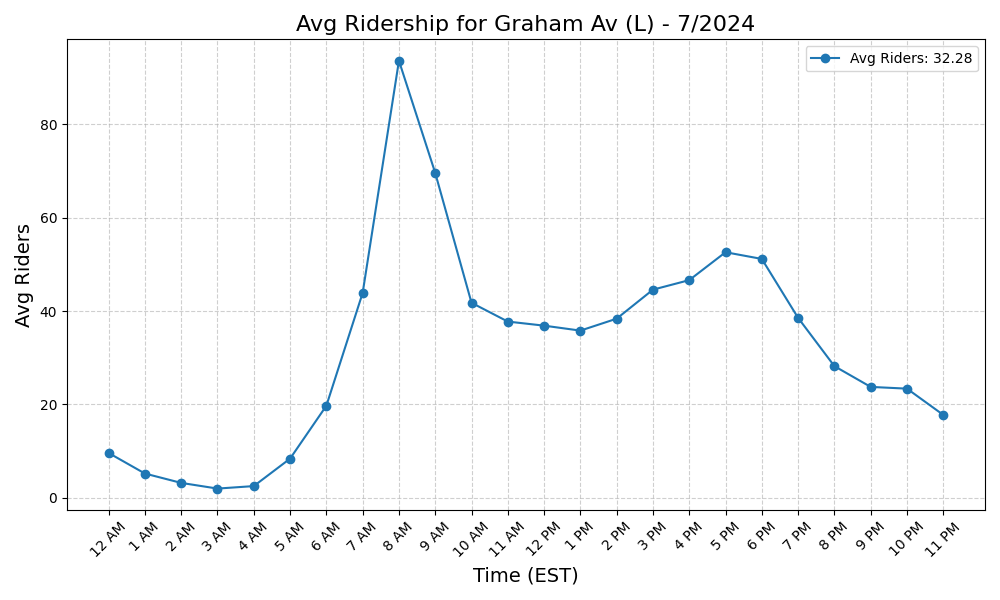 Avg Ridership for Graham Av (L) - 7/2024
Avg Riders: 32.28
Avg Riders
80
60
40
20
0
12 AM
1 AM
2 AM
3 AM
4 AM
5 AM
6 AM
7 AM
8 AM
9 AM
10 AM
11 AM
12 PM
1 PM
2 PM
3 PM
4 PM
5 PM
6 PM
7 PM
8 PM
9 PM
10 PM
11 PM
Time (EST)